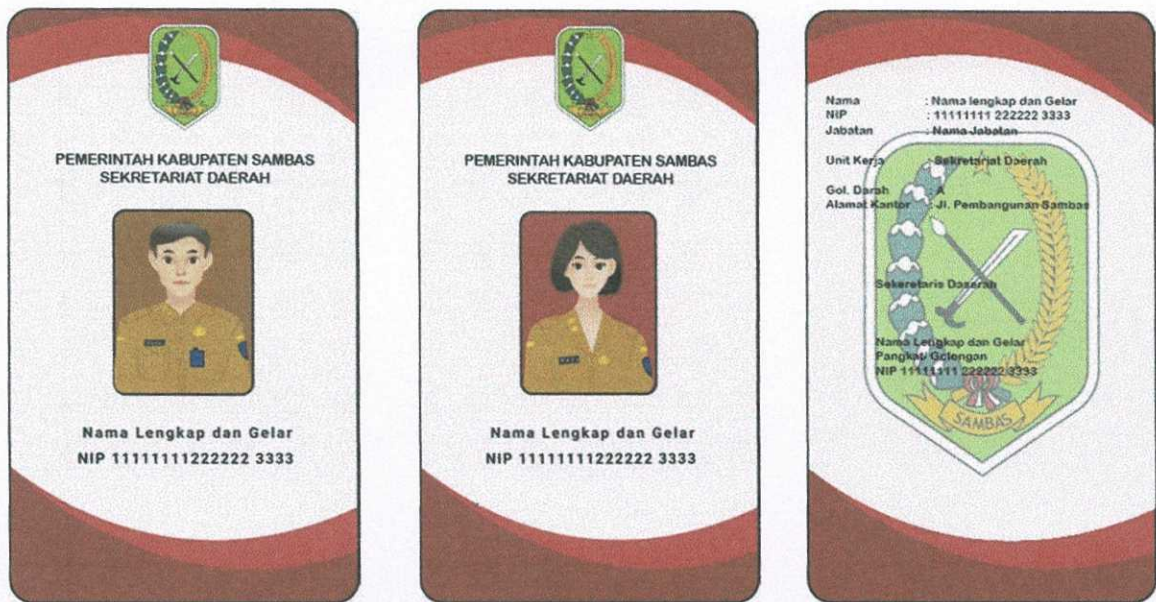 PEMERINTAH KABUPATEN SAMBAS
SEKRETARIAT DAERAH
Nama Lengkap dan Gelar
NIP 11111111222222 3333
PEMERINTAH KABUPATEN SAMBAS
SEKRETARIAT DAERAH
Nama Lengkap dan Gelar
NIP 11111111222222 3333
Nama : Nama lengkap dan Gelar
NIP : 11111111 222222 3333
Jabatan : Nama Jabatan
Unit Kerja : Sekretariat Daerah
Gol. Darah : A
Alamat Kantor : Jl. Pembangunan Sambas
Sekeretaris Dasarah
Nama Lengkap dan Gelar
Pangkat/ Golongan
NIP 11111111 222222 3333
SAMBAS